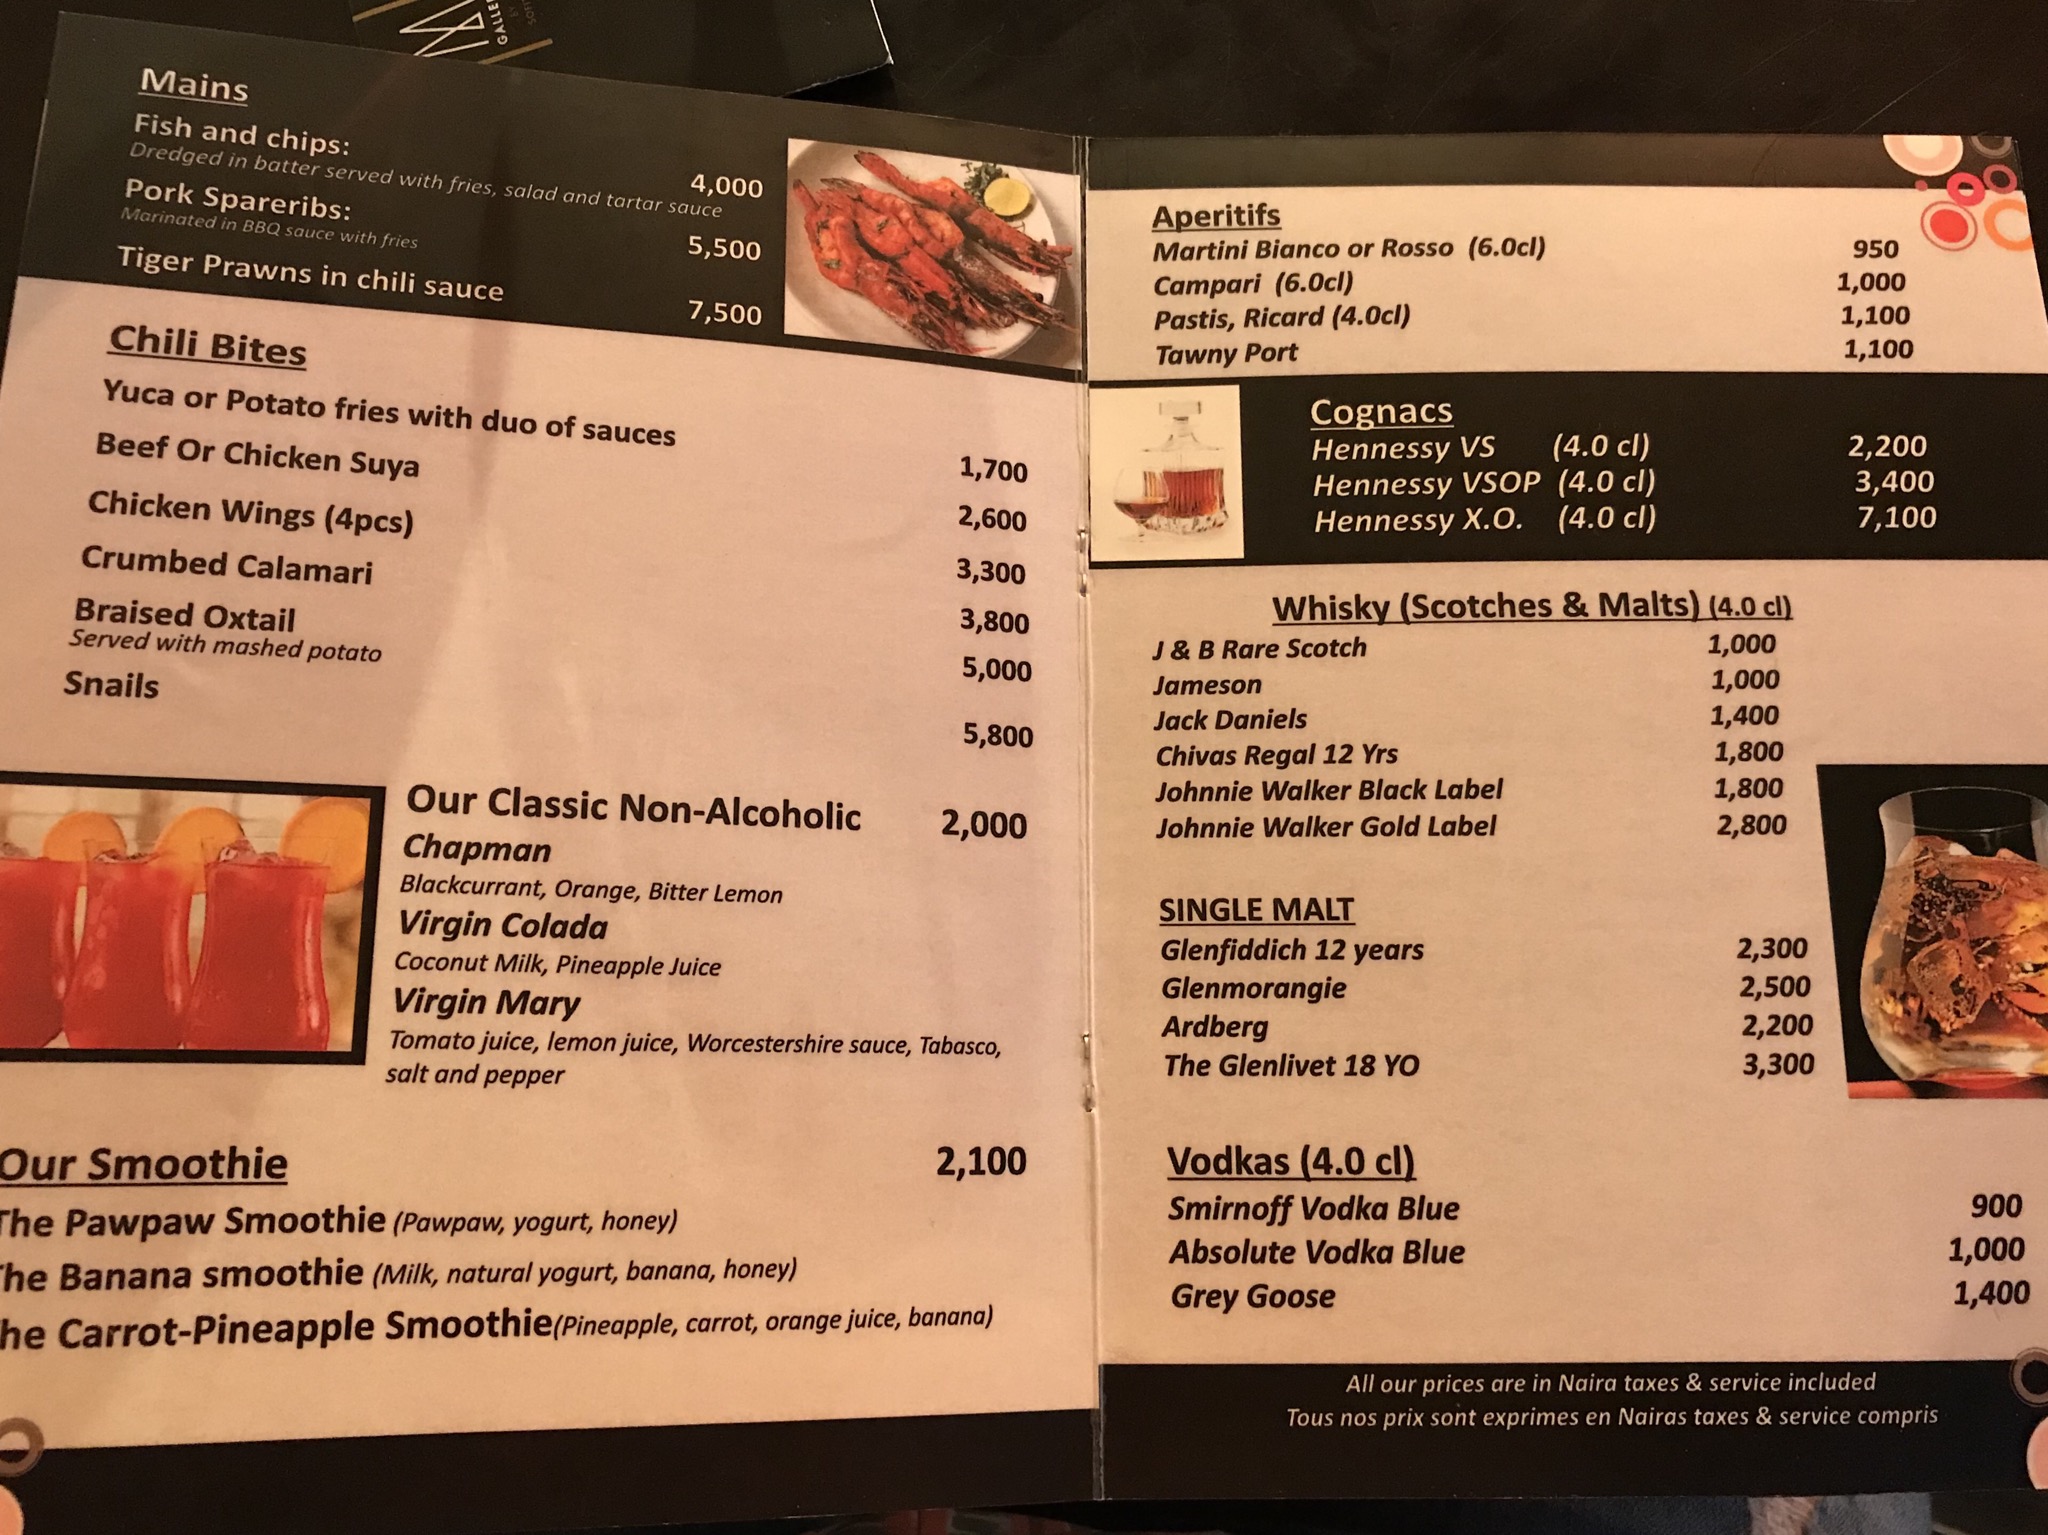 GALLE
BY
SOFI
Mains
Fish and chips: 4,000
Dredged in batter served with fries, salad and tartar sauce
Pork Spareribs: 5,500
Marinated in BBQ sauce with fries
Tiger Prawns in chili sauce 7,500
Chili Bites
Yuca or Potato fries with duo of sauces 1,700
Beef Or Chicken Suya 2,600
Chicken Wings (4pcs) 3,300
Crumbed Calamari 3,800
Braised Oxtail 5,000
Served with mashed potato
Snails 5,800
Our Classic Non-Alcoholic 2,000
Chapman
Blackcurrant, Orange, Bitter Lemon
Virgin Colada
Coconut Milk, Pineapple Juice
Virgin Mary
Tomato juice, lemon juice, Worcestershire sauce, Tabasco,
salt and pepper
Our Smoothie 2,100
The Pawpaw Smoothie (Pawpaw, yogurt, honey)
he Banana smoothie (Milk, natural yogurt, banana, honey)
he Carrot-Pineapple Smoothie(Pineapple, carrot, orange juice, banana)
Aperitifs
Martini Bianco or Rosso (6.0cl) 950
Campari (6.0cl) 1,000
Pastis, Ricard (4.0cl) 1,100
Tawny Port 1,100
Cognacs
Hennessy VS (4.0 cl) 2,200
Hennessy VSOP (4.0 cl) 3,400
Hennessy X.O. (4.0 cl) 7,100
Whisky (Scotches & Malts) (4.0 cl)
J & B Rare Scotch 1,000
Jameson 1,000
Jack Daniels 1,400
Chivas Regal 12 Yrs 1,800
Johnnie Walker Black Label 1,800
Johnnie Walker Gold Label 2,800
SINGLE MALT
Glenfiddich 12 years 2,300
Glenmorangie 2,500
Ardberg 2,200
The Glenlivet 18 YO 3,300
Vodkas (4.0 cl)
Smirnoff Vodka Blue 900
Absolute Vodka Blue 1,000
Grey Goose 1,400
All our prices are in Naira taxes & service included
Tous nos prix sont exprimes en Nairas taxes & service compris